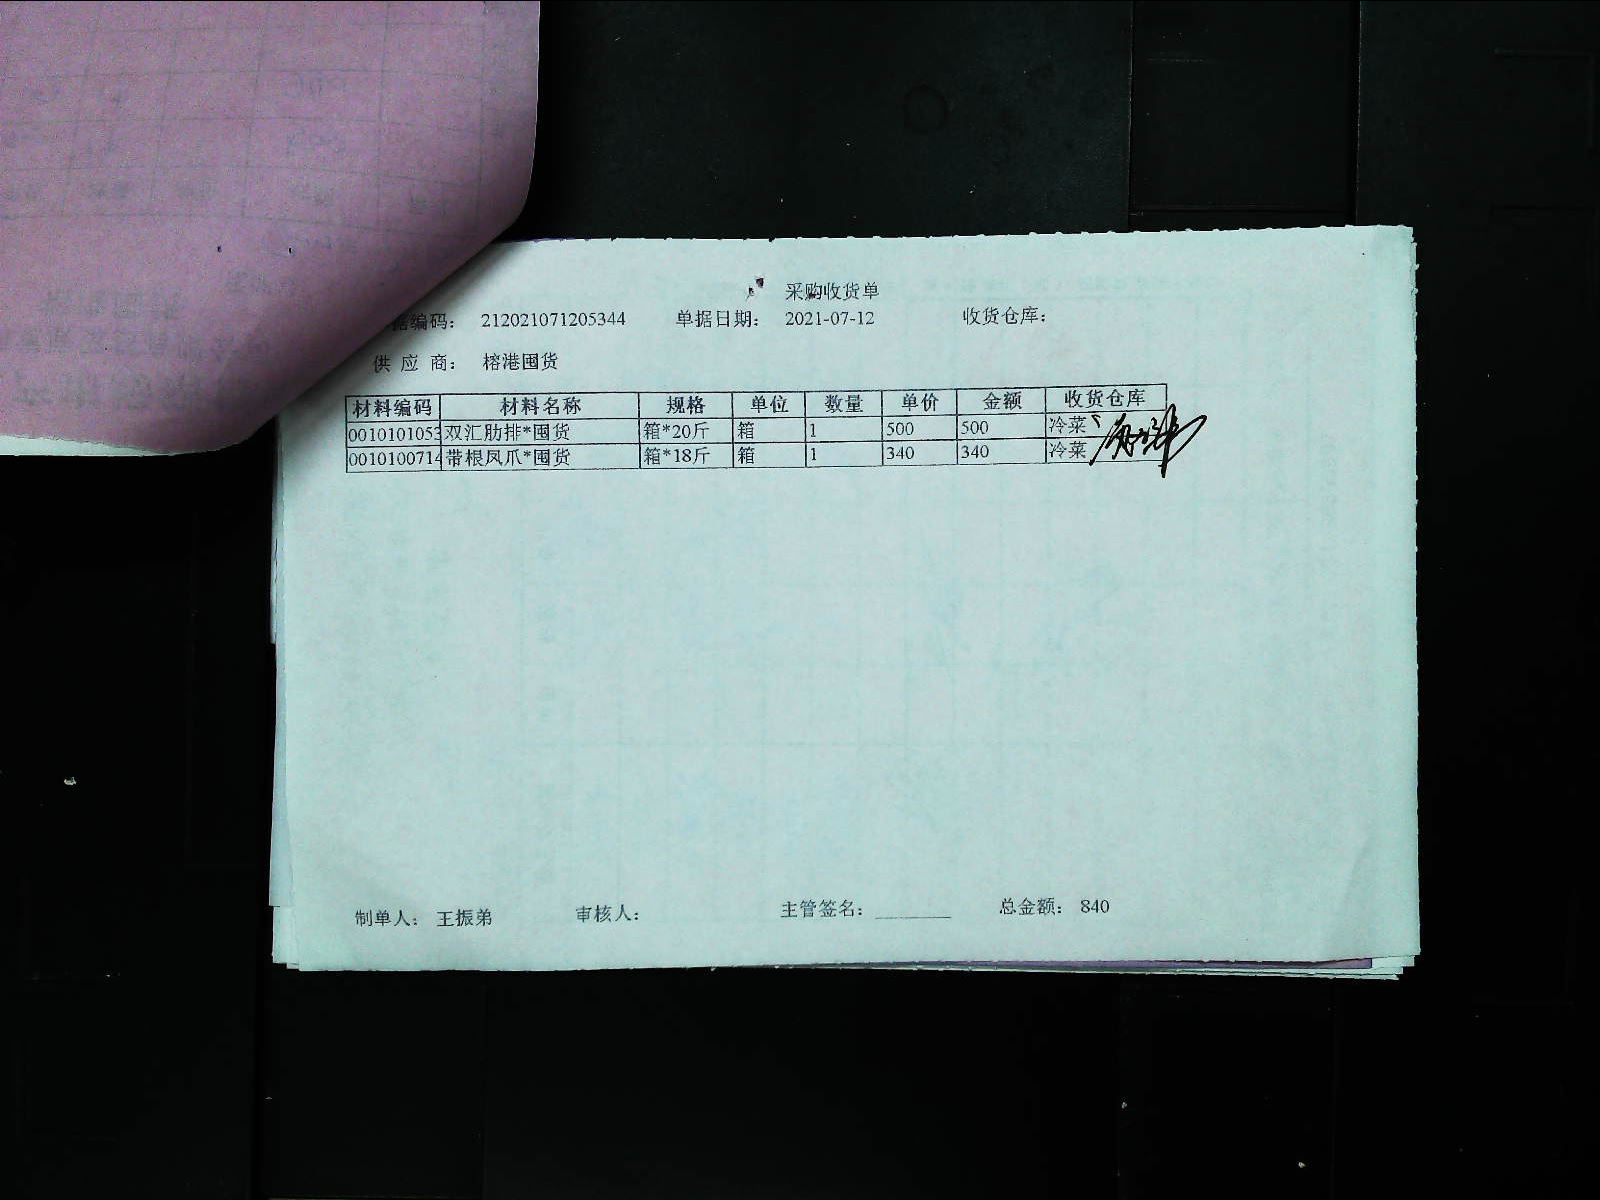 采购收货单
据编码： 212021071205344 单据日期： 2021-07-12 收货仓库：
供 应 商： 榕港囤货
材料编码 材料名称 规格 单位 数量 单价 金额 收货仓库
0010101053 双汇肋排*囤货 箱*20斤 箱 1 500 500 冷菜
0010100714 带根凤爪*囤货 箱*18斤 箱 1 340 340 冷菜
制单人： 王振弟 审核人： 主管签名： ________ 总金额： 840